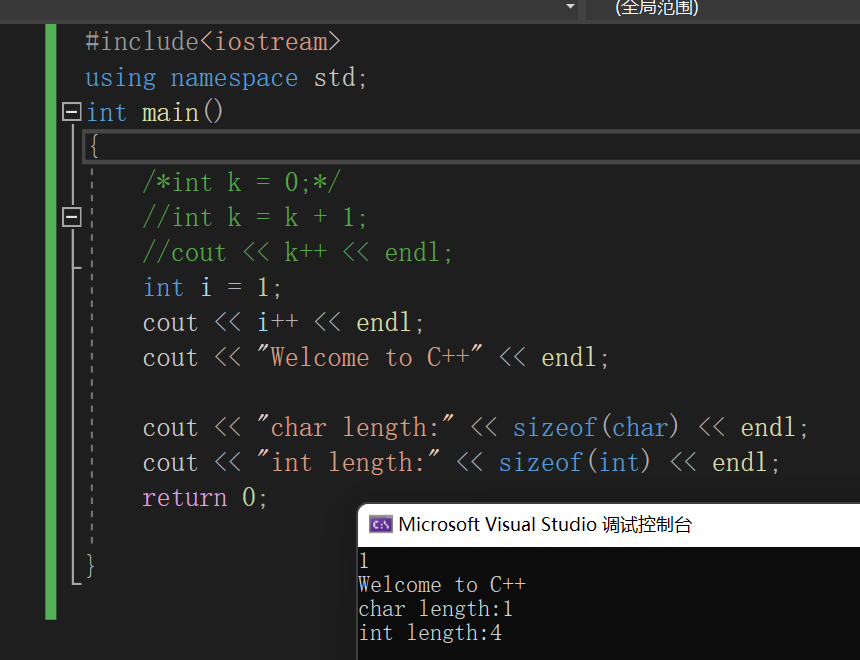 (全局范围)
#include<iostream>
using namespace std;
int main()
{
/*int k = 0;*/
//int k = k + 1;
//cout << k++ << endl;
int i = 1;
cout << i++ << endl;
cout << "Welcome to C++" << endl;
cout << "char length:" << sizeof(char) << endl;
cout << "int length:" << sizeof(int) << endl;
return 0;
}
C:\ Microsoft Visual Studio 调试控制台
1
Welcome to C++
char length:1
int length:4